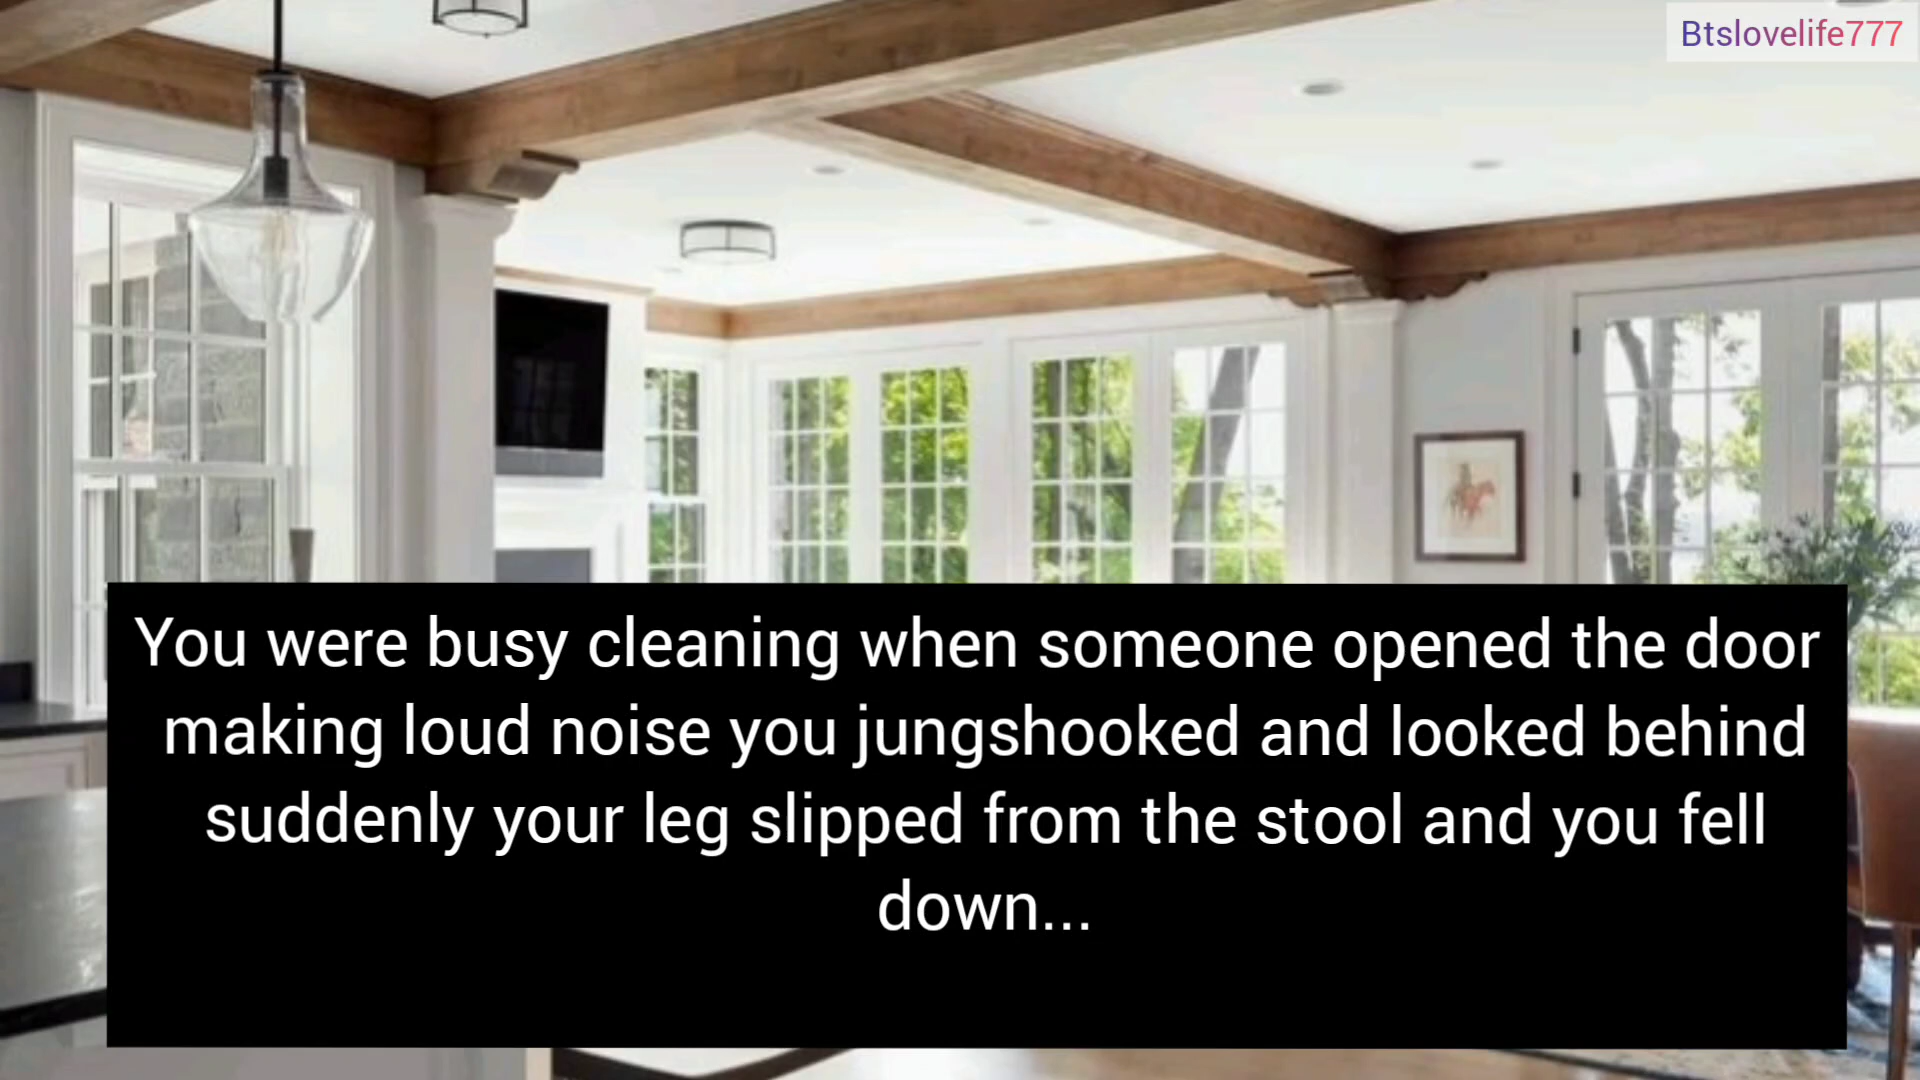 Btslovelife777
You were busy cleaning when someone opened the door
making loud noise you jungshooked and looked behind
suddenly your leg slipped from the stool and you fell
down...